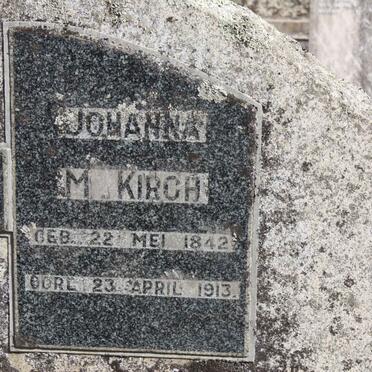 JOHANNA
M. KIRCH
GEB. 22 MEI 1842
OORL. 23 APRIL 1913.